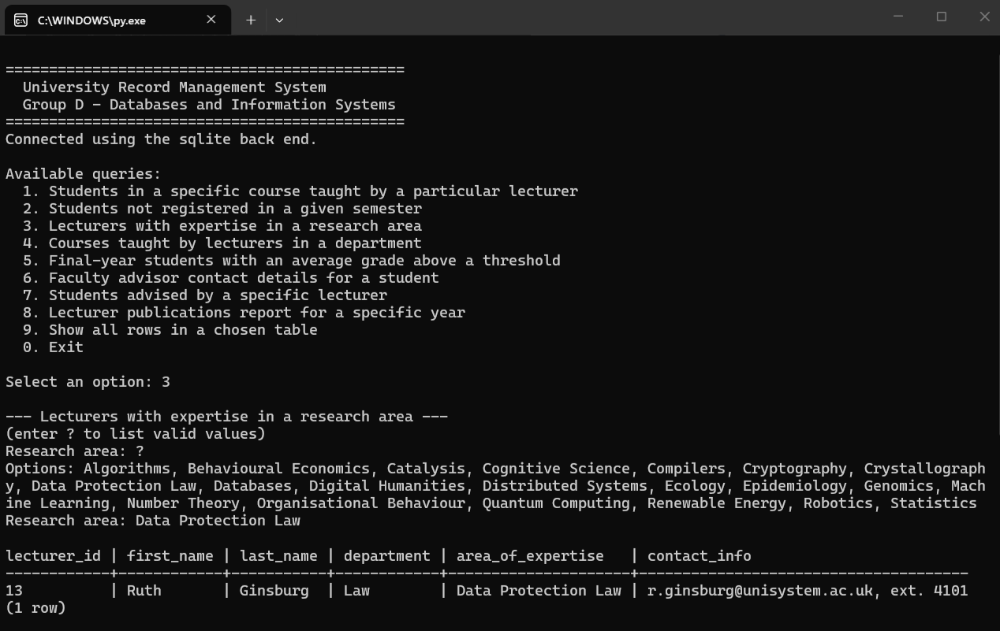 C:\WINDOWS\py.exe
==============================================
  University Record Management System
  Group D - Databases and Information Systems
==============================================
Connected using the sqlite back end.

Available queries:
  1. Students in a specific course taught by a particular lecturer
  2. Students not registered in a given semester
  3. Lecturers with expertise in a research area
  4. Courses taught by lecturers in a department
  5. Final-year students with an average grade above a threshold
  6. Faculty advisor contact details for a student
  7. Students advised by a specific lecturer
  8. Lecturer publications report for a specific year
  9. Show all rows in a chosen table
  0. Exit

Select an option: 3

--- Lecturers with expertise in a research area ---
(enter ? to list valid values)
Research area: ?
Options: Algorithms, Behavioural Economics, Catalysis, Cognitive Science, Compilers, Cryptography, Crystallograph
y, Data Protection Law, Databases, Digital Humanities, Distributed Systems, Ecology, Epidemiology, Genomics, Mach
ine Learning, Number Theory, Organisational Behaviour, Quantum Computing, Renewable Energy, Robotics, Statistics
Research area: Data Protection Law

lecturer_id | first_name | last_name | department | area_of_expertise   | contact_info
------------+------------+-----------+------------+---------------------+--------------------------------------
13          | Ruth       | Ginsburg  | Law        | Data Protection Law | r.ginsburg@unisystem.ac.uk, ext. 4101
(1 row)